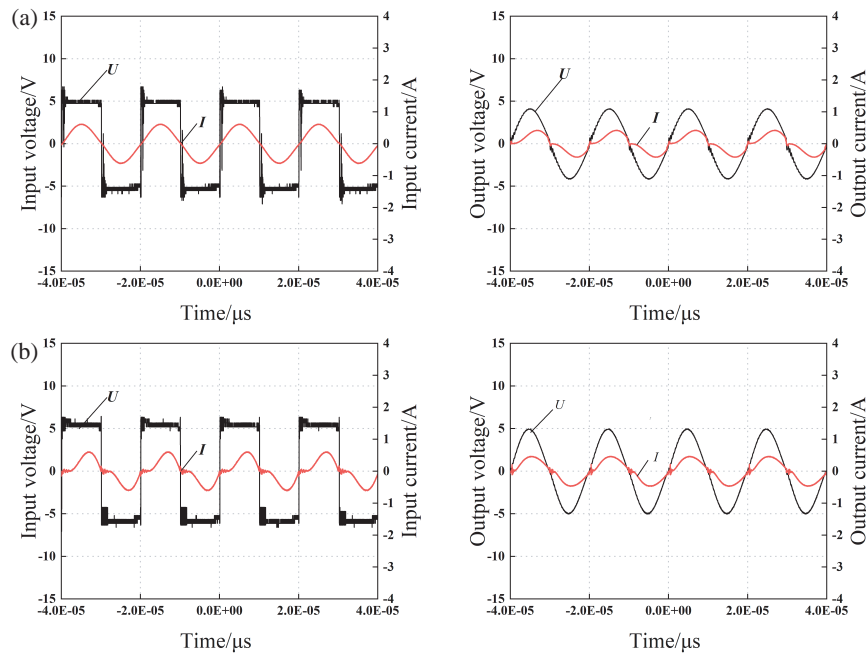 (a)
15
10
5
0
-5
-10
-15
Input voltage/V
U
I
4
3
2
1
0
-1
-2
-3
-4
Input current/A
-4.0E-05 -2.0E-05 0.0E+00 2.0E-05 4.0E-05
Time/μs
15
10
5
0
-5
-10
-15
Output voltage/V
U
I
4
3
2
1
0
-1
-2
-3
-4
Output current/A
-4.0E-05 -2.0E-05 0.0E+00 2.0E-05 4.0E-05
Time/μs
(b)
15
10
5
0
-5
-10
-15
Input voltage/V
U
I
4
3
2
1
0
-1
-2
-3
-4
Input current/A
-4.0E-05 -2.0E-05 0.0E+00 2.0E-05 4.0E-05
Time/μs
15
10
5
0
-5
-10
-15
Output voltage/V
U
I
4
3
2
1
0
-1
-2
-3
-4
Output current/A
-4.0E-05 -2.0E-05 0.0E+00 2.0E-05 4.0E-05
Time/μs